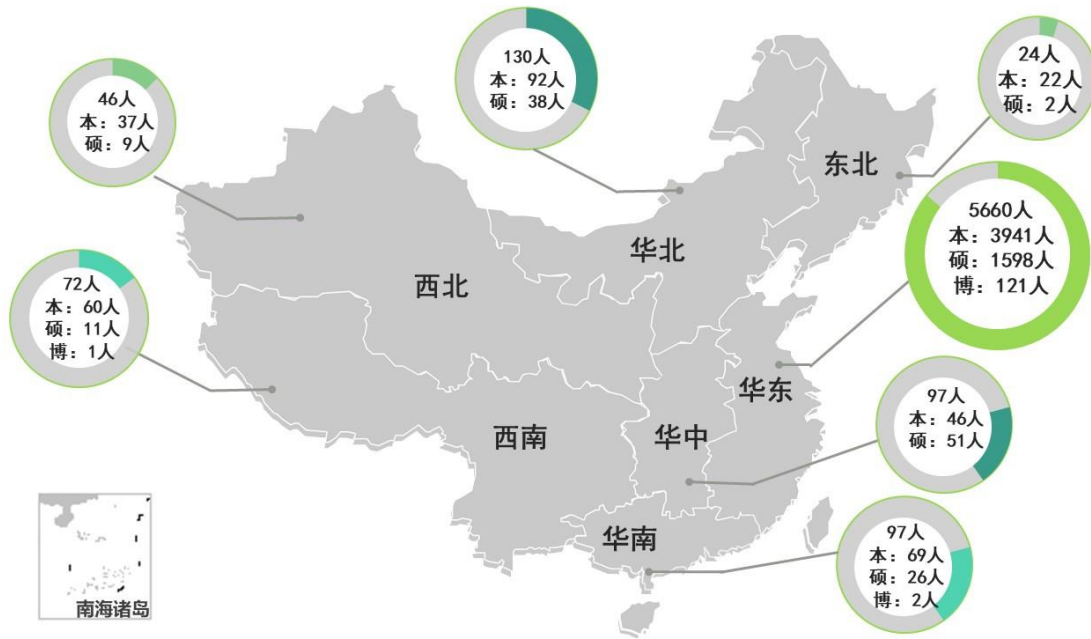 130人
本：92人
硕：38人
24人
本：22人
硕：2人
46人
本：37人
硕：9人
东北
5660人
本：3941人
硕：1598人
博：121人
华北
西北
72人
本：60人
硕：11人
博：1人
华东
97人
本：46人
硕：51人
西南
华中
华南
97人
本：69人
硕：26人
博：2人
南海诸岛